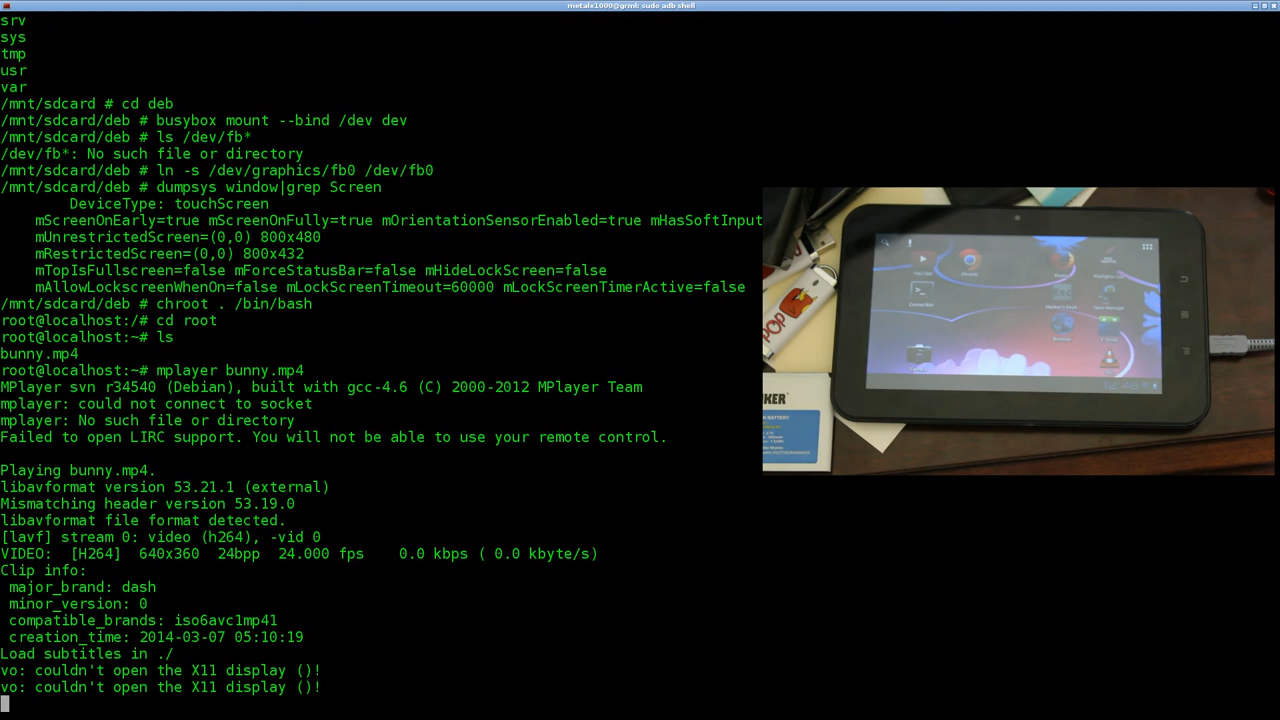 metalx1000@grml: sudo adb shell
srv
sys
tmp
usr
var
/mnt/sdcard # cd deb
/mnt/sdcard/deb # busybox mount --bind /dev dev
/mnt/sdcard/deb # ls /dev/fb*
/dev/fb*: No such file or directory
/mnt/sdcard/deb # ln -s /dev/graphics/fb0 /dev/fb0
/mnt/sdcard/deb # dumpsys window|grep Screen
DeviceType: touchScreen
mScreenOnEarly=true mScreenOnFully=true mOrientationSensorEnabled=true mHasSoftInput
mUnrestrictedScreen=(0,0) 800x480
mRestrictedScreen=(0,0) 800x432
mTopIsFullscreen=false mForceStatusBar=false mHideLockScreen=false
mAllowLockscreenWhenOn=false mLockScreenTimeout=60000 mLockScreenTimerActive=false
/mnt/sdcard/deb # chroot . /bin/bash
root@localhost:/# cd root
root@localhost:~# ls
bunny.mp4
root@localhost:~# mplayer bunny.mp4
MPlayer svn r34540 (Debian), built with gcc-4.6 (C) 2000-2012 MPlayer Team
mplayer: could not connect to socket
mplayer: No such file or directory
Failed to open LIRC support. You will not be able to use your remote control.
Playing bunny.mp4.
libavformat version 53.21.1 (external)
Mismatching header version 53.19.0
libavformat file format detected.
[lavf] stream 0: video (h264), -vid 0
VIDEO:  [H264]  640x360  24bpp  24.000 fps    0.0 kbps ( 0.0 kbyte/s)
Clip info:
major_brand: dash
minor_version: 0
compatible_brands: iso6avc1mp41
creation_time: 2014-03-07 05:10:19
Load subtitles in ./
vo: couldn't open the X11 display ()!
vo: couldn't open the X11 display ()!
YouTube
POP
KER
BATTERY